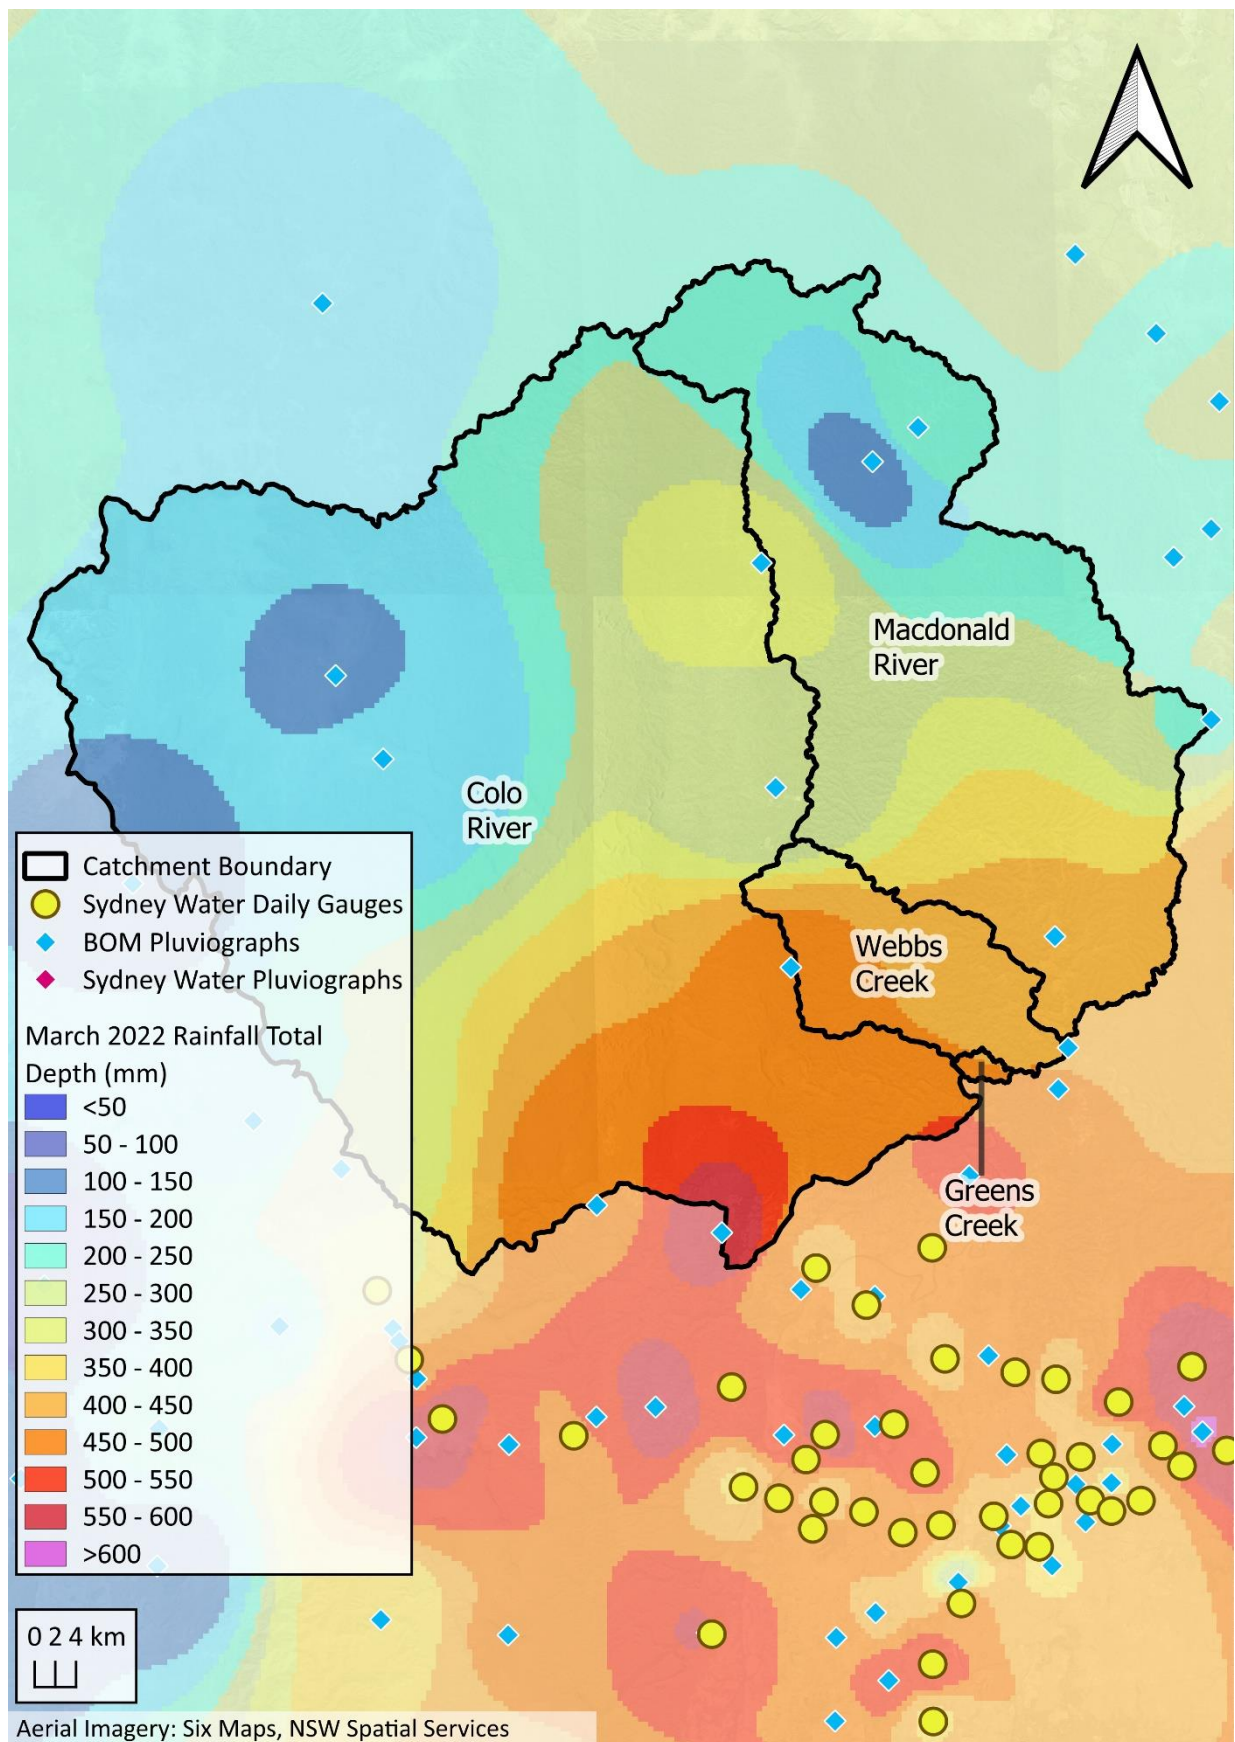 Macdonald
River
Colo
River
Webbs
Creek
Greens
Creek
Catchment Boundary
Sydney Water Daily Gauges
BOM Pluviographs
Sydney Water Pluviographs
March 2022 Rainfall Total
Depth (mm)
<50
50 - 100
100 - 150
150 - 200
200 - 250
250 - 300
300 - 350
350 - 400
400 - 450
450 - 500
500 - 550
550 - 600
>600
0 2 4 km
Aerial Imagery: Six Maps, NSW Spatial Services